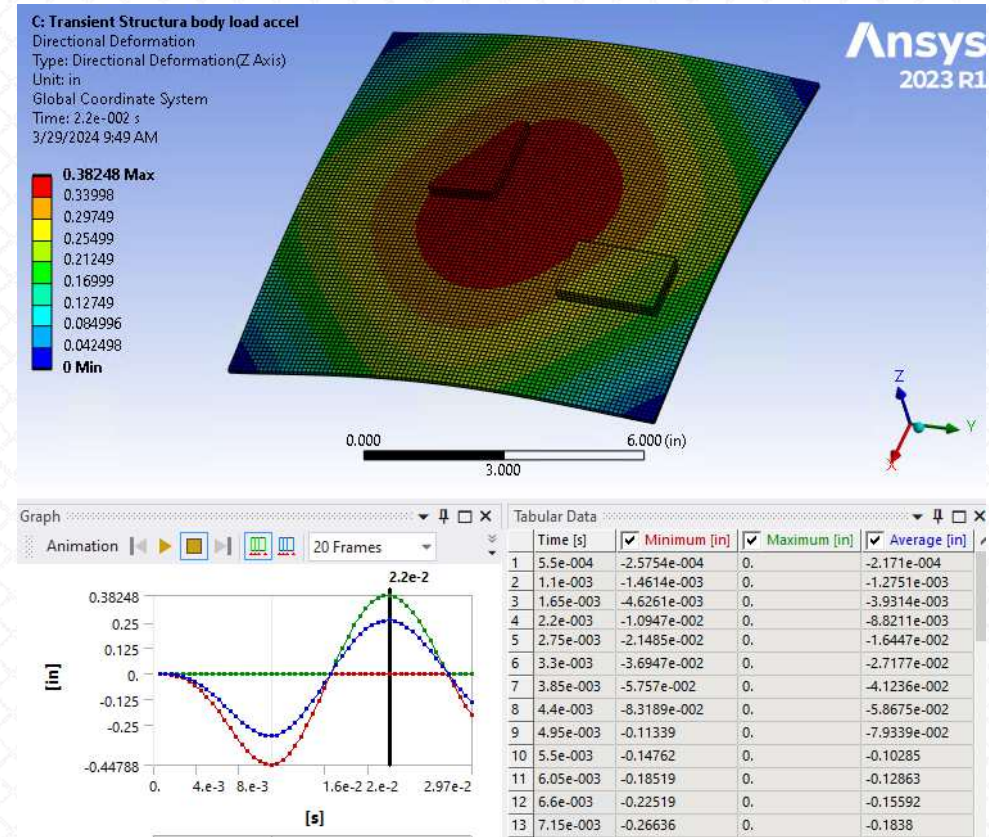 C: Transient Structura body load accel
Directional Deformation
Type: Directional Deformation(Z Axis)
Unit: in
Global Coordinate System
Time: 2.2e-002 s
3/29/2024 9:49 AM
Ansys
2023 R1
0.38248 Max
0.33998
0.29749
0.25499
0.21249
0.16999
0.12749
0.084996
0.042498
0 Min
0.000 6.000 (in)
3.000
Z
Y
X
Graph
Animation 20 Frames
2.2e-2
0.38248
0.25
0.125
0.
-0.125
-0.25
-0.44788
[in]
0. 4.e-3 8.e-3 1.6e-2 2.e-2 2.97e-2
[s]
Tabular Data
Time [s] Minimum [in] Maximum [in] Average [in]
1 5.5e-004 -2.5754e-004 0. -2.171e-004
2 1.1e-003 -1.4614e-003 0. -1.2751e-003
3 1.65e-003 -4.6261e-003 0. -3.9314e-003
4 2.2e-003 -1.0947e-002 0. -8.8211e-003
5 2.75e-003 -2.1485e-002 0. -1.6447e-002
6 3.3e-003 -3.6947e-002 0. -2.7177e-002
7 3.85e-003 -5.757e-002 0. -4.1236e-002
8 4.4e-003 -8.3189e-002 0. -5.8675e-002
9 4.95e-003 -0.11339 0. -7.9339e-002
10 5.5e-003 -0.14762 0. -0.10285
11 6.05e-003 -0.18519 0. -0.12863
12 6.6e-003 -0.22519 0. -0.15592
13 7.15e-003 -0.26636 0. -0.1838